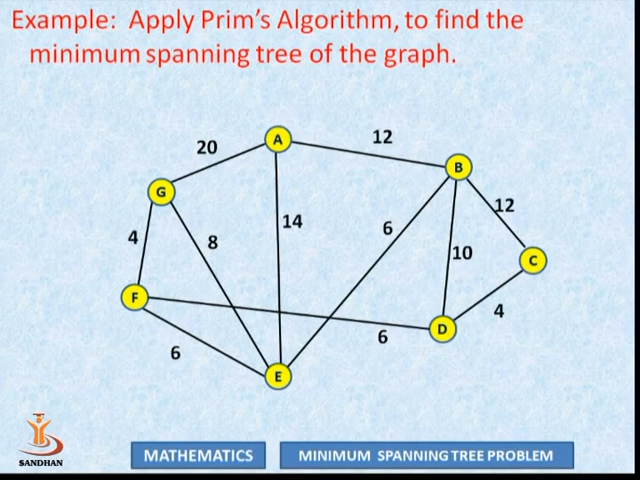 Example: Apply Prim's Algorithm, to find the
minimum spanning tree of the graph.
A
12
20
B
G
12
14
4
8
6
10
C
F
4
D
6
6
E
SANDHAN
MATHEMATICS
MINIMUM SPANNING TREE PROBLEM